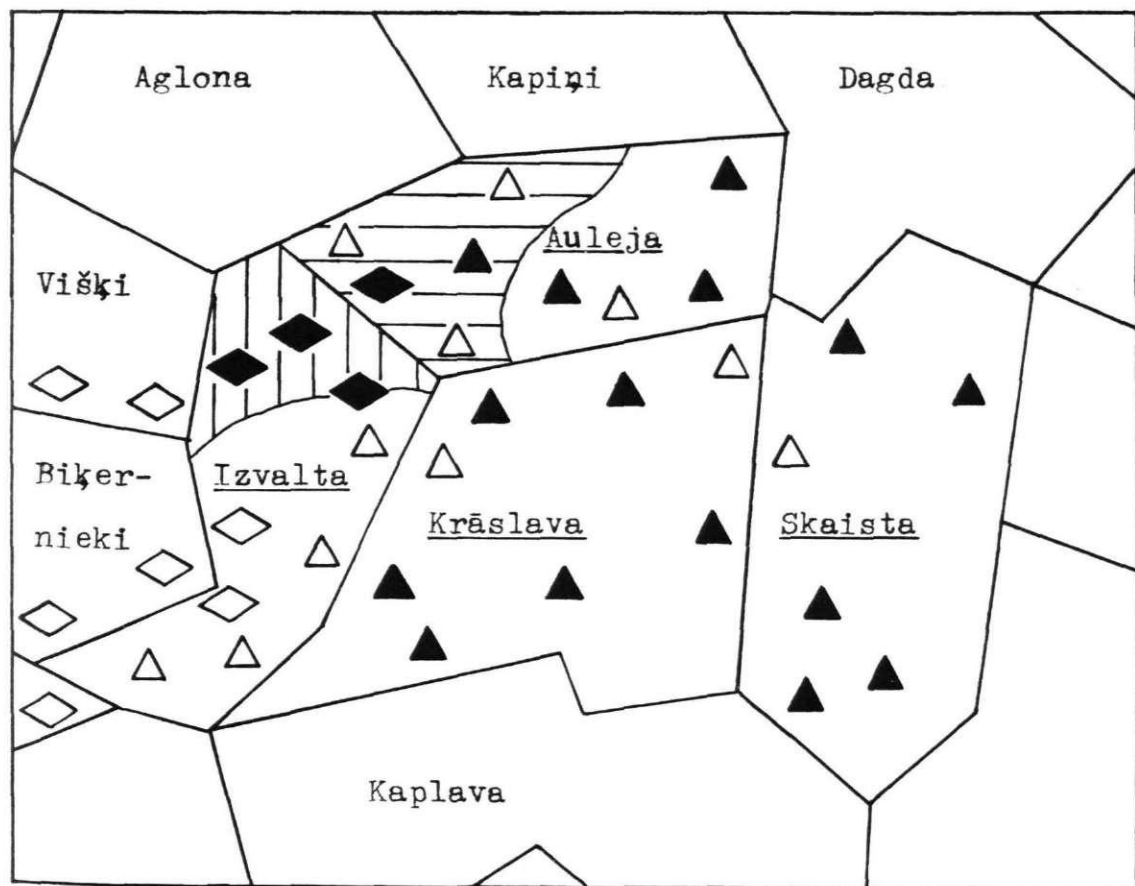 Aglona
Kapiņi
Dagda
Višķi
Auleja
Biķer-
nieki
Izvalta
Krāslava
Skaista
Kaplava